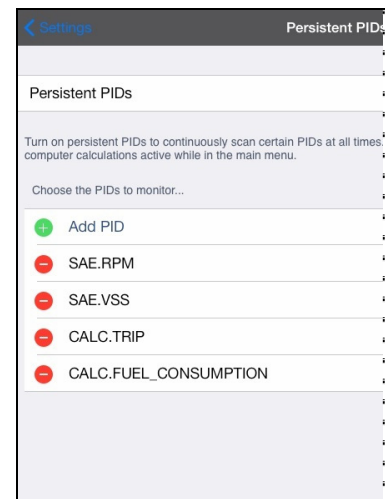 Settings
Persistent PIDs
Persistent PIDs
Turn on persistent PIDs to continuously scan certain PIDs at all times.
computer calculations active while in the main menu.
Choose the PIDs to monitor...
Add PID
SAE.RPM
SAE.VSS
CALC.TRIP
CALC.FUEL_CONSUMPTION